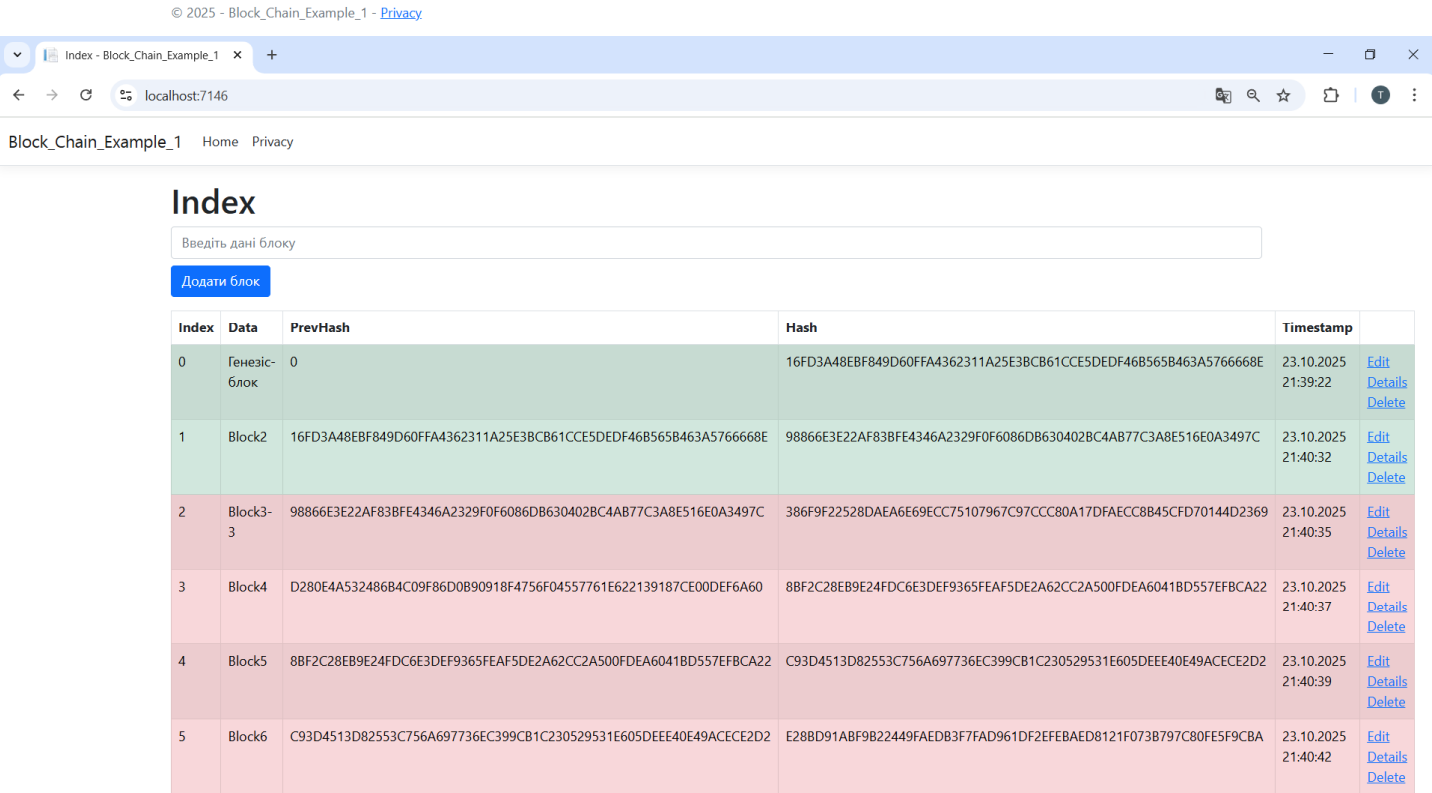 © 2025 - Block_Chain_Example_1 - Privacy
Index - Block_Chain_Example_1
localhost:7146
T
Block_Chain_Example_1 Home Privacy
Index
Введіть дані блоку
Додати блок
Index Data PrevHash Hash Timestamp
0 Генезіс-блок 0 16FD3A48EBF849D60FFA4362311A25E3BCB61CCE5DEDF46B565B463A5766668E 23.10.2025 21:39:22 Edit Details Delete
1 Block2 16FD3A48EBF849D60FFA4362311A25E3BCB61CCE5DEDF46B565B463A5766668E 98866E3E22AF83BFE4346A2329F0F6086DB630402BC4AB77C3A8E516E0A3497C 23.10.2025 21:40:32 Edit Details Delete
2 Block3-3 98866E3E22AF83BFE4346A2329F0F6086DB630402BC4AB77C3A8E516E0A3497C 386F9F22528DAEA6E69ECC75107967C97CCC80A17DFAECC8B45CFD70144D2369 23.10.2025 21:40:35 Edit Details Delete
3 Block4 D280E4A532486B4C09F86D0B90918F4756F04557761E622139187CE00DEF6A60 8BF2C28EB9E24FDC6E3DEF9365FEAF5DE2A62CC2A500FDEA6041BD557EFBCA22 23.10.2025 21:40:37 Edit Details Delete
4 Block5 8BF2C28EB9E24FDC6E3DEF9365FEAF5DE2A62CC2A500FDEA6041BD557EFBCA22 C93D4513D82553C756A697736EC399CB1C230529531E605DEEE40E49ACECE2D2 23.10.2025 21:40:39 Edit Details Delete
5 Block6 C93D4513D82553C756A697736EC399CB1C230529531E605DEEE40E49ACECE2D2 E28BD91ABF9B22449FAEDB3F7FAD961DF2EFEBAED8121F073B797C80FE5F9CBA 23.10.2025 21:40:42 Edit Details Delete